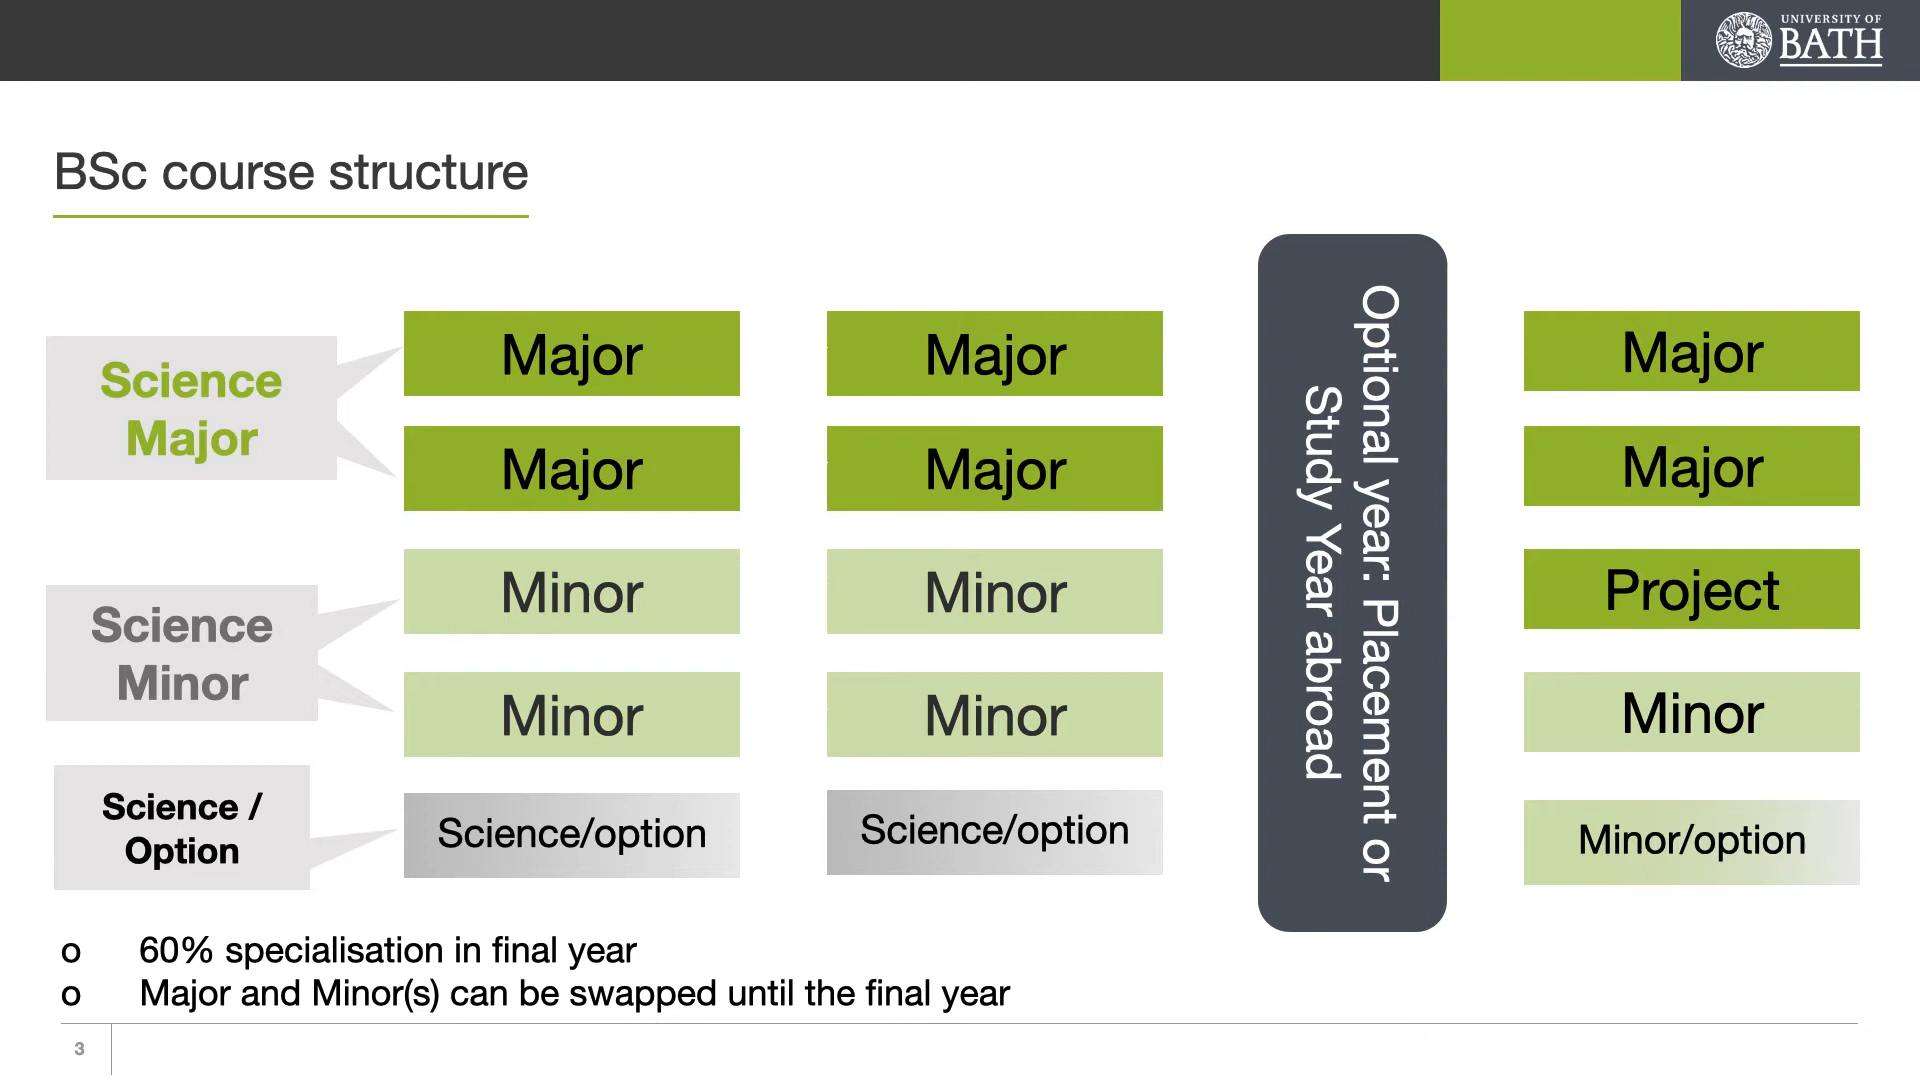 UNIVERSITY OF
BATH
BSc course structure
Science
Major
Science
Minor
Science /
Option
Major
Major
Minor
Minor
Science/option
Major
Major
Minor
Minor
Science/option
Optional year: Placement or
Study Year abroad
Major
Major
Project
Minor
Minor/option
o 60% specialisation in final year
o Major and Minor(s) can be swapped until the final year
3